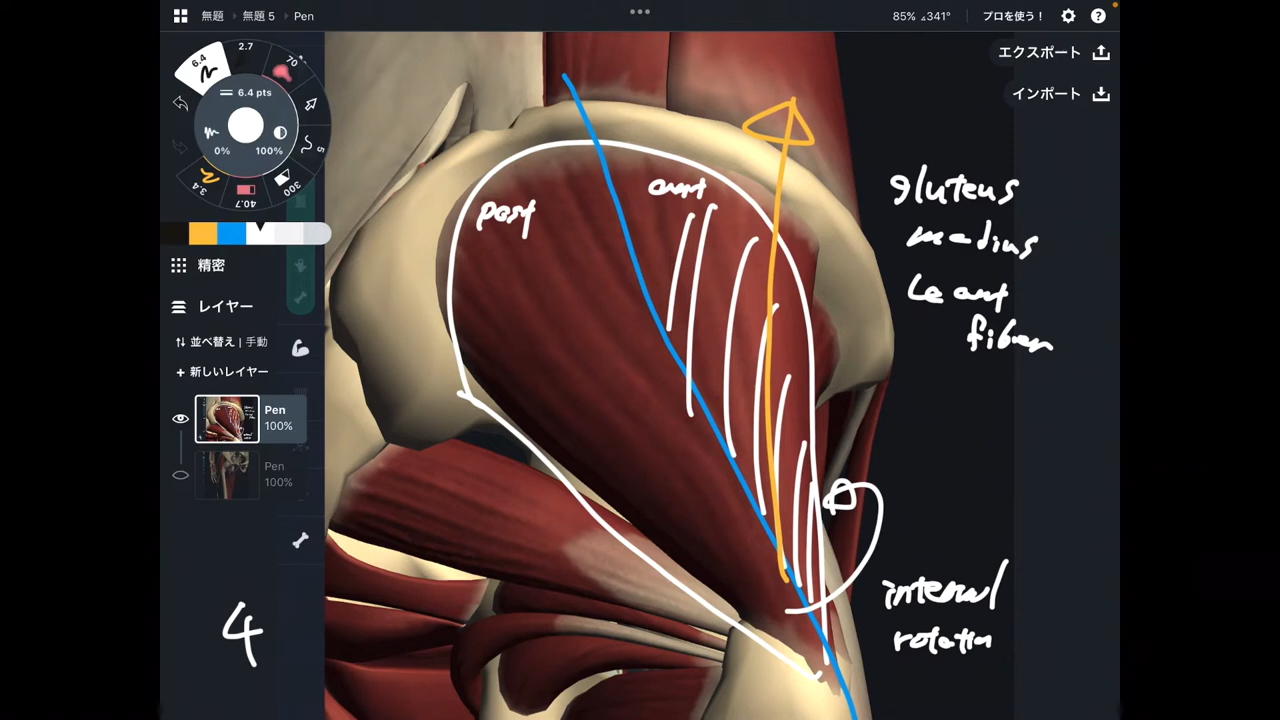 無題 > 無題 5 > Pen
85% ⊿341°
プロを使う!
?
エクスポート
インポート
2.7
6.4
70
6.4 pts
0%
100%
5
3.4
40.7
300
精密
レイヤー
並べ替え | 手動
+ 新しいレイヤー
Pen
100%
Pen
100%
post
ant
gluteus
medius
ant
fiber
internal
rotation
4